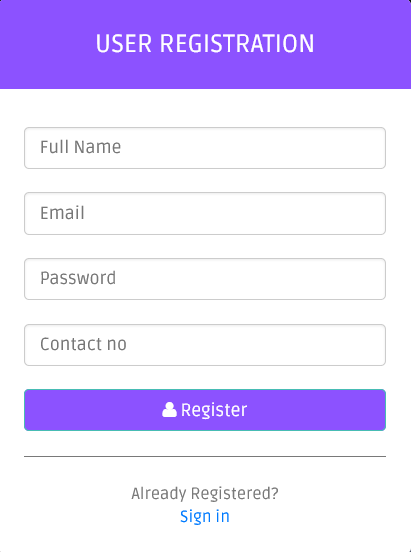 USER REGISTRATION
Full Name
Email
Password
Contact no
Register
Already Registered?
Sign in